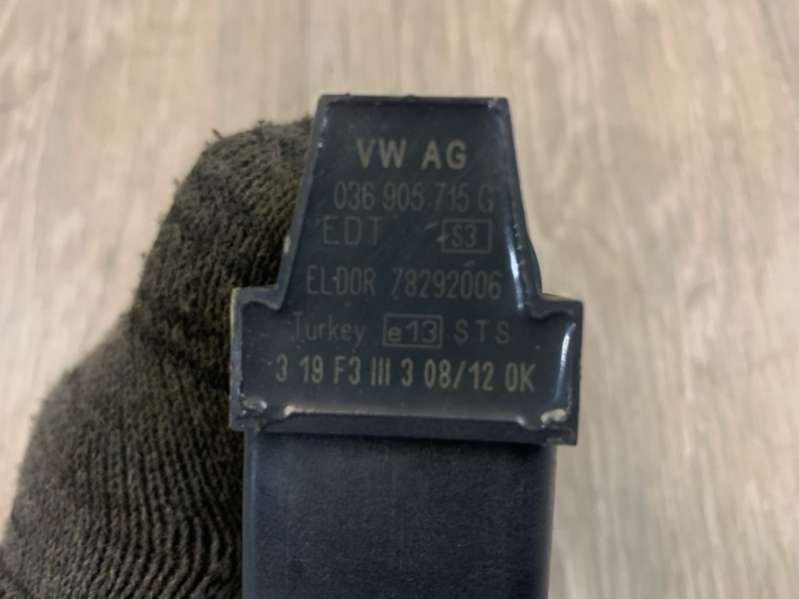 VW AG
036 905 715 G
EDT S3
ELDOR 78292006
Turkey e13 STS
3 19 F3 III 3 08/12 OK